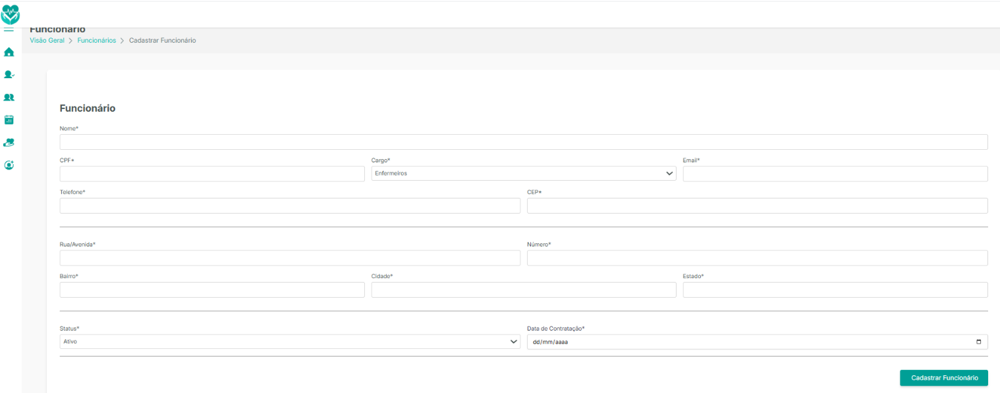 Funcionário
Visão Geral > Funcionários > Cadastrar Funcionário
Funcionário
Nome*
CPF* Cargo* Email*
Enfermeiros
Telefone* CEP*
Rua/Avenida* Número*
Bairro* Cidade* Estado*
Status* Data de Contratação*
Ativo dd/mm/aaaa
Cadastrar Funcionário